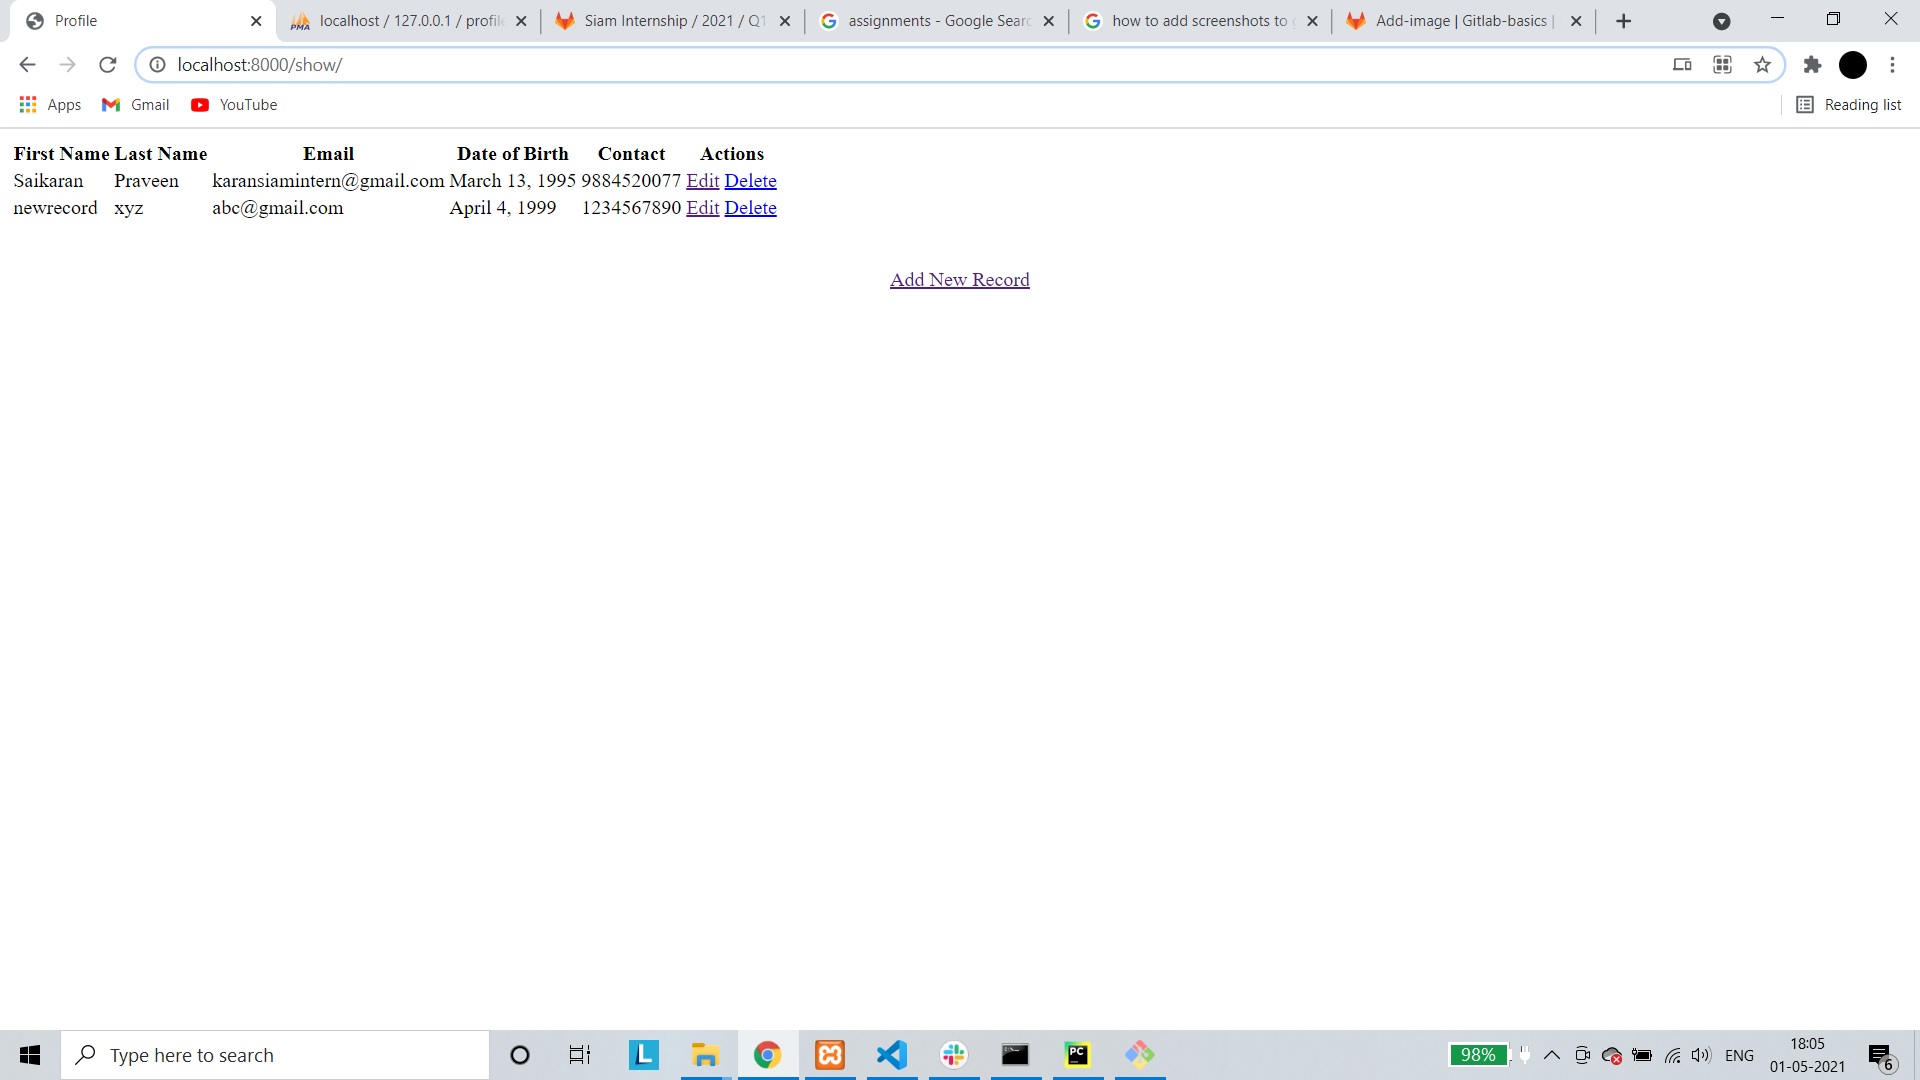 Profile
localhost / 127.0.0.1 / profile
Siam Internship / 2021 / Q1
assignments - Google Searc
how to add screenshots to g
Add-image | Gitlab-basics |
localhost:8000/show/
Apps Gmail YouTube Reading list
First Name Last Name Email Date of Birth Contact Actions
Saikaran Praveen karansiamintern@gmail.com March 13, 1995 9884520077 Edit Delete
newrecord xyz abc@gmail.com April 4, 1999 1234567890 Edit Delete
Add New Record
Type here to search
98%
ENG
18:05
01-05-2021
6